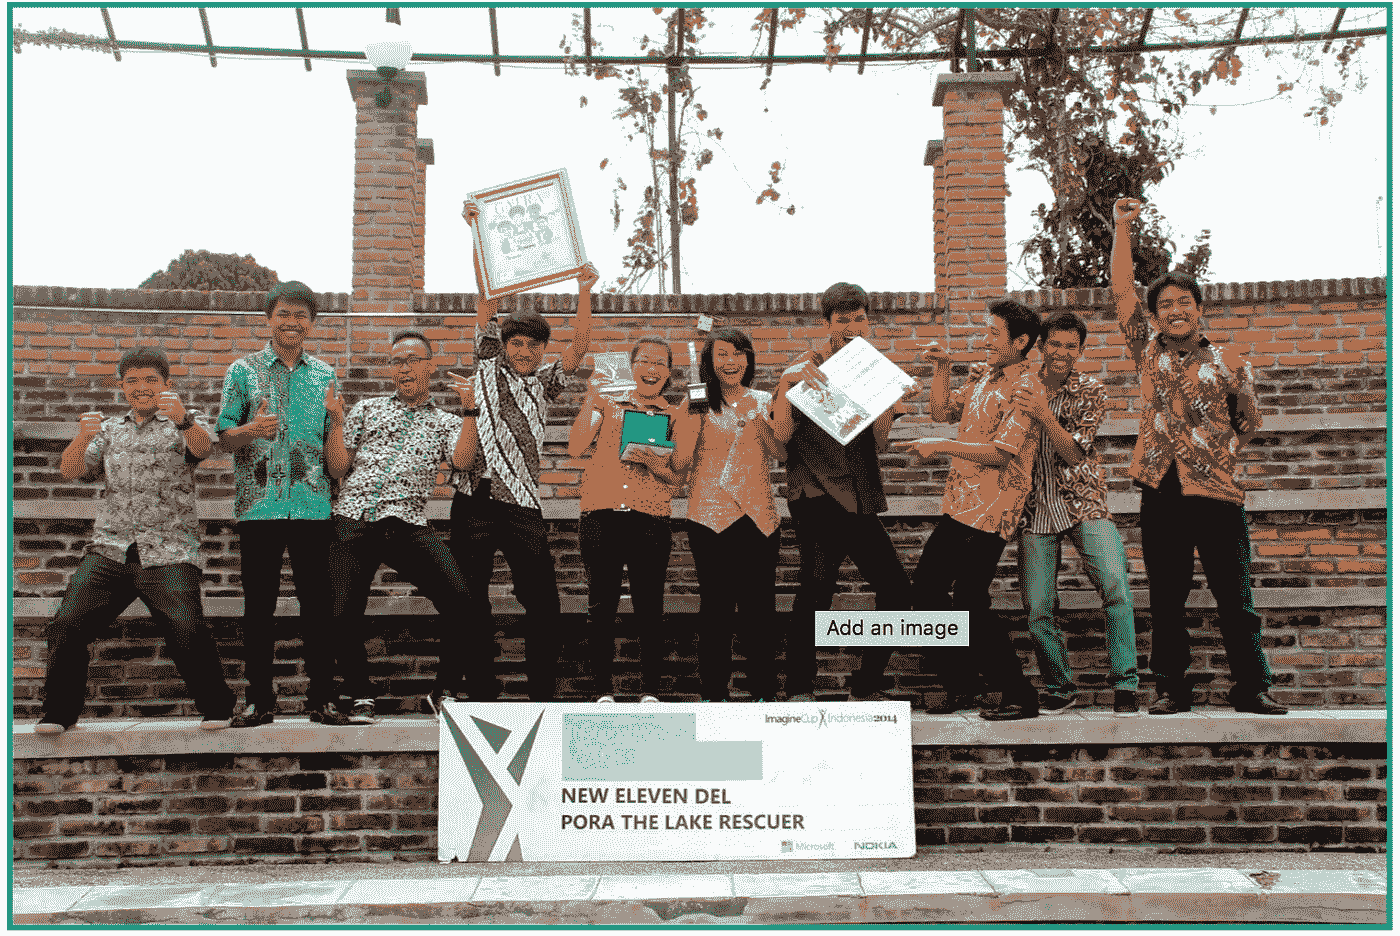 Add an image
ImagineCup Indonesia2014
NEW ELEVEN DEL
PORA THE LAKE RESCUER
Microsoft
NOKIA